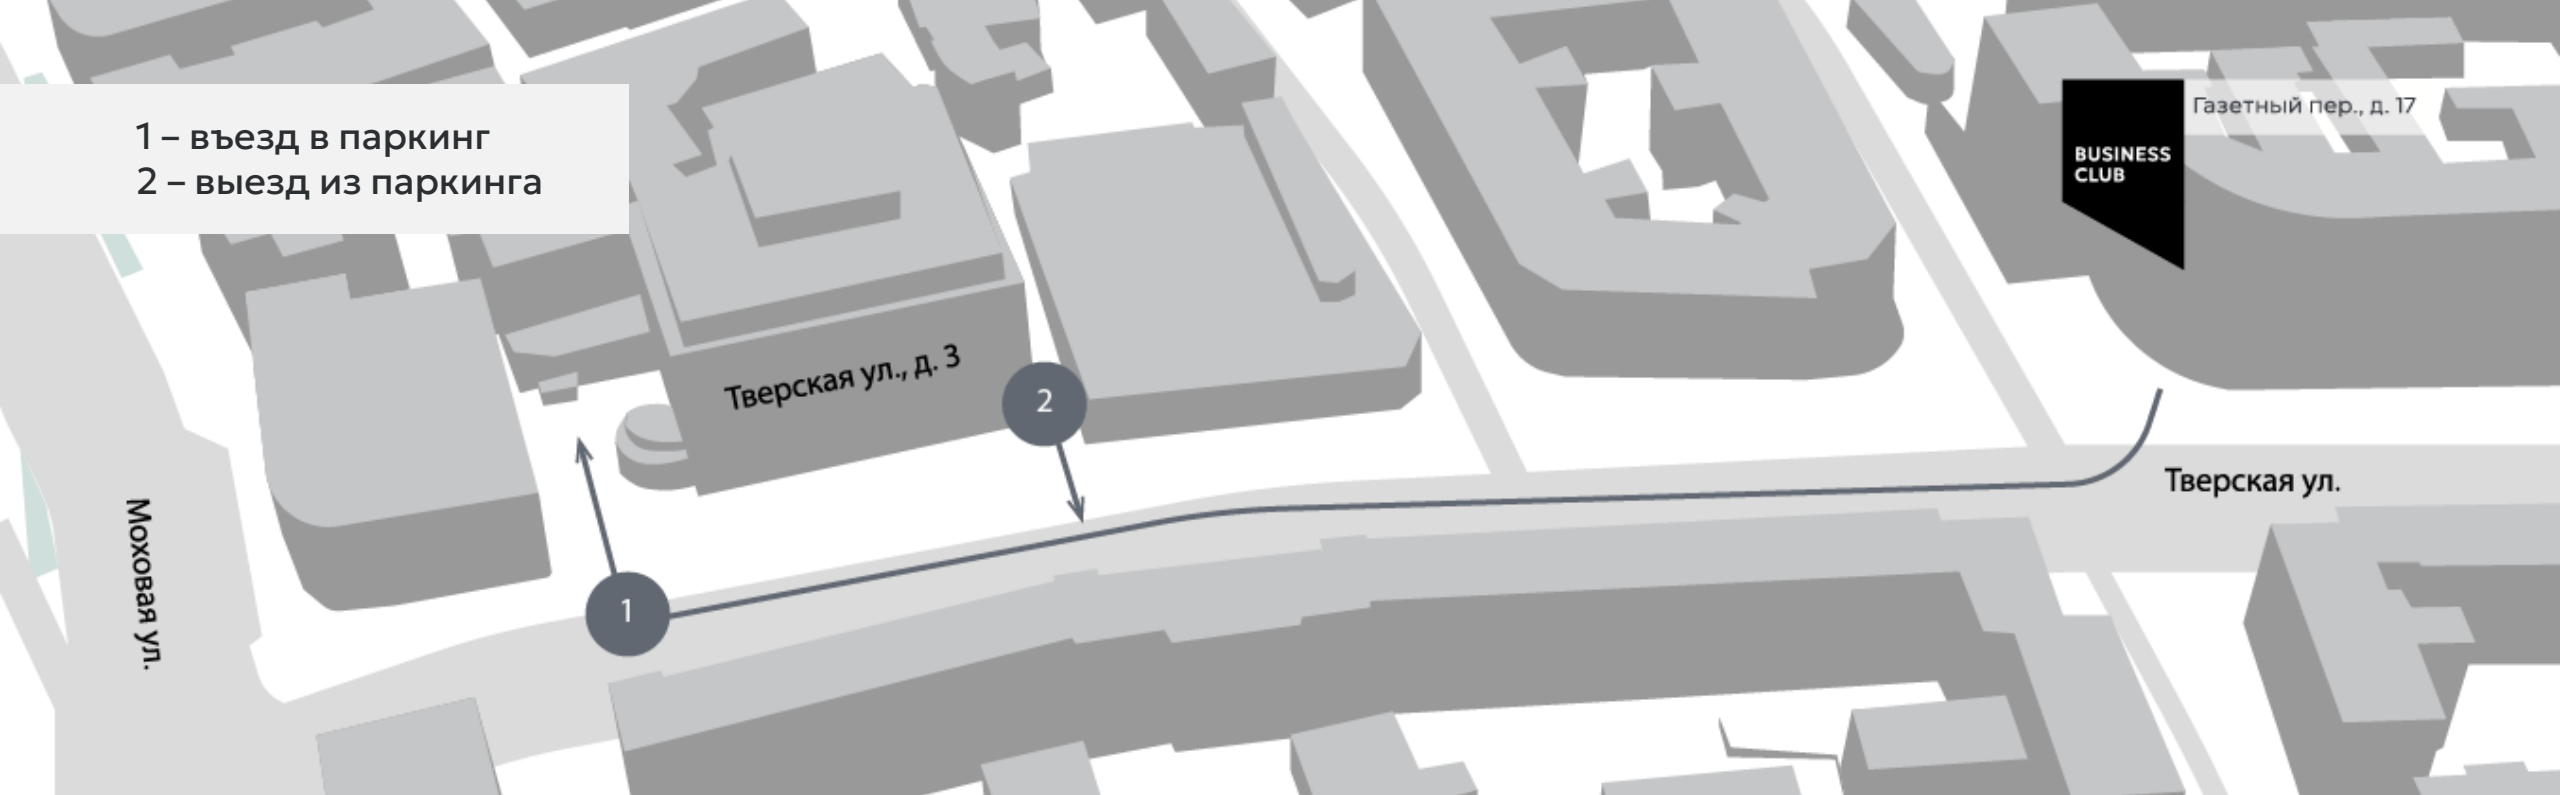 1 – въезд в паркинг
2 – выезд из паркинга
Газетный пер., д. 17
BUSINESS
CLUB
Тверская ул., д. 3
2
Тверская ул.
Моховая ул.
1